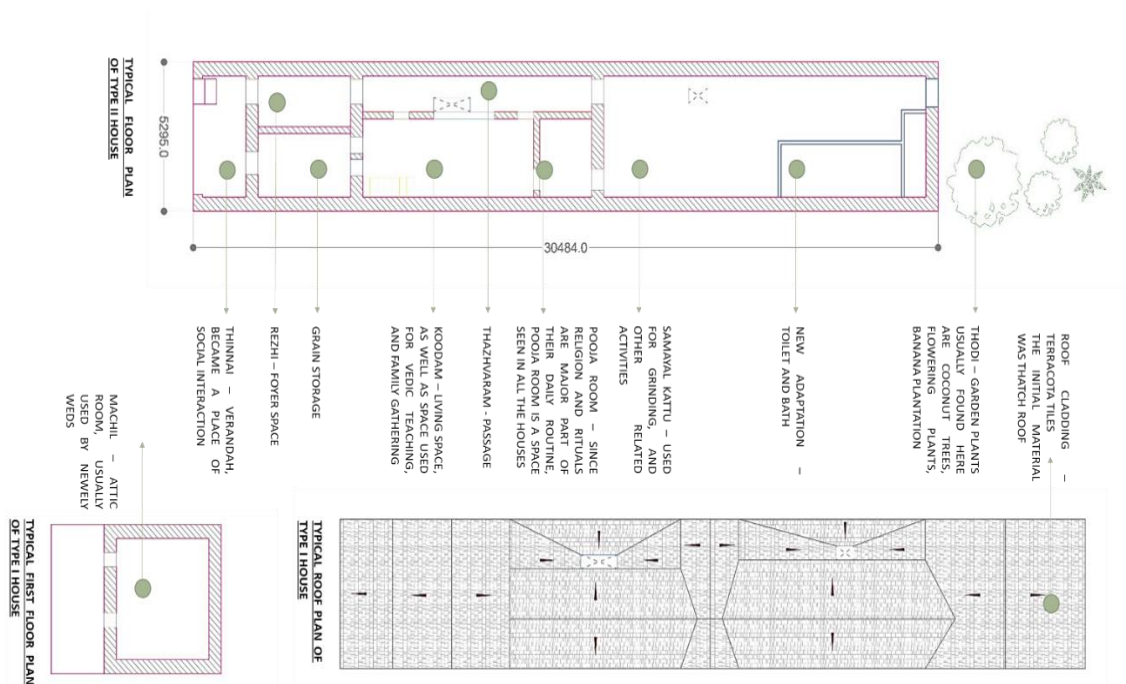 TYPICAL FLOOR PLAN
OF TYPE II HOUSE
5295.0
30484.0
THINNAI – VERANDAH,
BECAME A PLACE OF
SOCIAL INTERACTION
REZHI – FOYER SPACE
GRAIN STORAGE
KOODAM – LIVING SPACE,
AS WELL AS SPACE USED
FOR VEDIC TEACHING,
AND FAMILY GATHERING
THAZHVARAM - PASSAGE
POOJA ROOM – SINCE
RELIGION AND RITUALS
ARE MAJOR PART OF
THEIR DAILY ROUTINE,
POOJA ROOM IS A SPACE
SEEN IN ALL THE HOUSES
SAMAYAL KATTU – USED
FOR GRINDING, AND
OTHER RELATED
ACTIVITIES
NEW ADAPTATION –
TOILET AND BATH
THODI – GARDEN PLANTS
USUALLY FOUND HERE
ARE COCONUT TREES,
FLOWERING PLANTS,
BANANA PLANTATION
ROOF CLADDING –
TERRACOTA TILES
THE INITIAL MATERIAL
WAS THATCH ROOF
MACHIL – ATTIC
ROOM, USUALLY
USED BY NEWELY
WEDS
TYPICAL FIRST FLOOR PLAN
OF TYPE I HOUSE
TYPICAL ROOF PLAN OF
TYPE I HOUSE